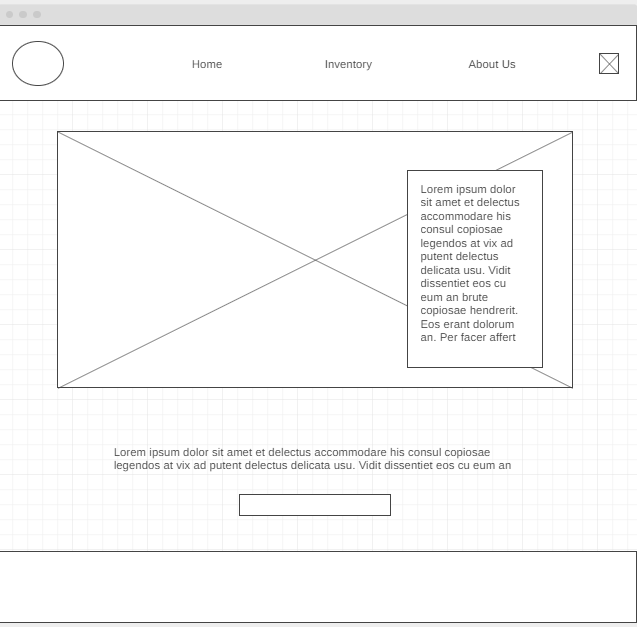 Home
Inventory
About Us
Lorem ipsum dolor
sit amet et delectus
accommodare his
consul copiosae
legendos at vix ad
putent delectus
delicata usu. Vidit
dissentiet eos cu
eum an brute
copiosae hendrerit.
Eos erant dolorum
an. Per facer affert
Lorem ipsum dolor sit amet et delectus accommodare his consul copiosae
legendos at vix ad putent delectus delicata usu. Vidit dissentiet eos cu eum an